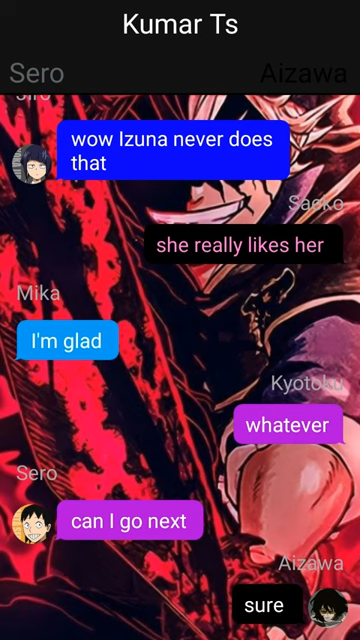 Kumar Ts
Sero
Aizawa
Jiro
wow Izuna never does
that
Saeko
she really likes her
Mika
I'm glad
Kyotoku
whatever
Sero
can I go next
Aizawa
sure